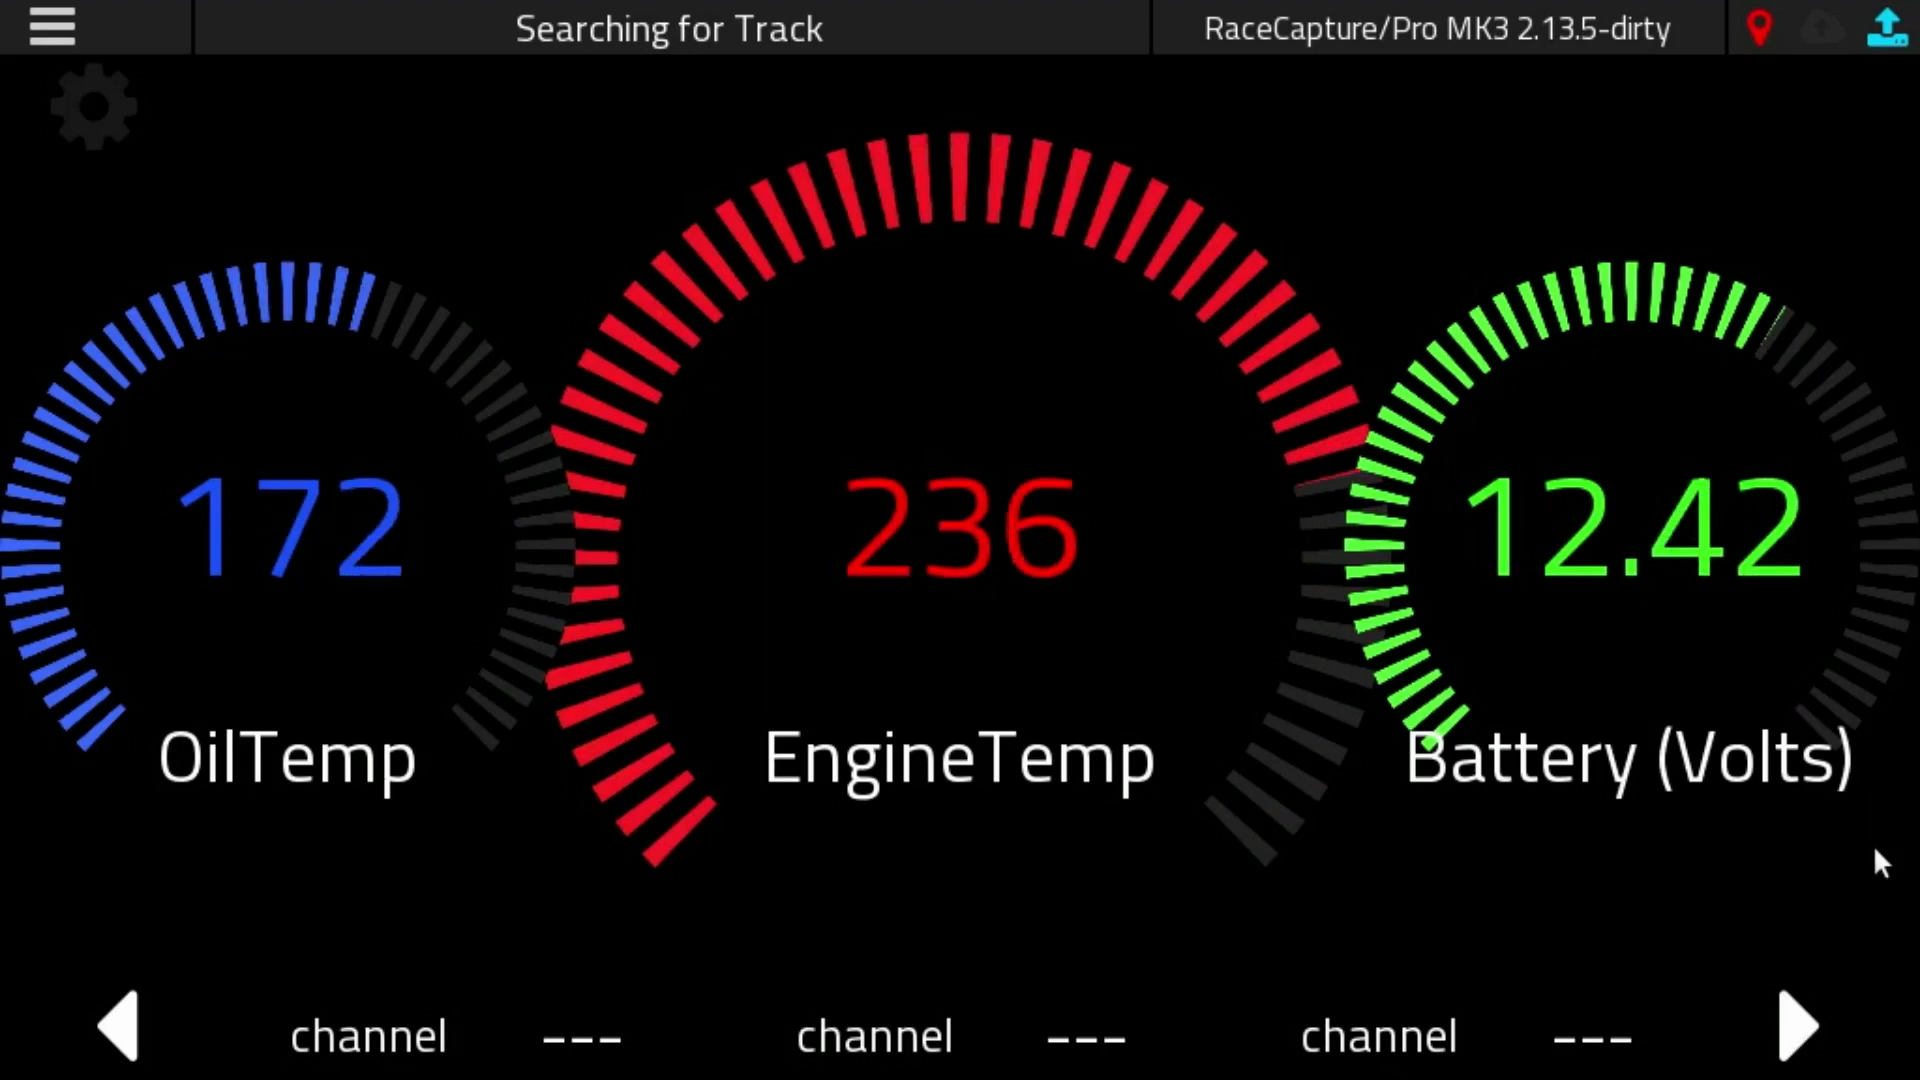 Searching for Track
RaceCapture/Pro MK3 2.13.5-dirty
172
236
12.42
OilTemp
EngineTemp
Battery (Volts)
channel --- channel --- channel ---